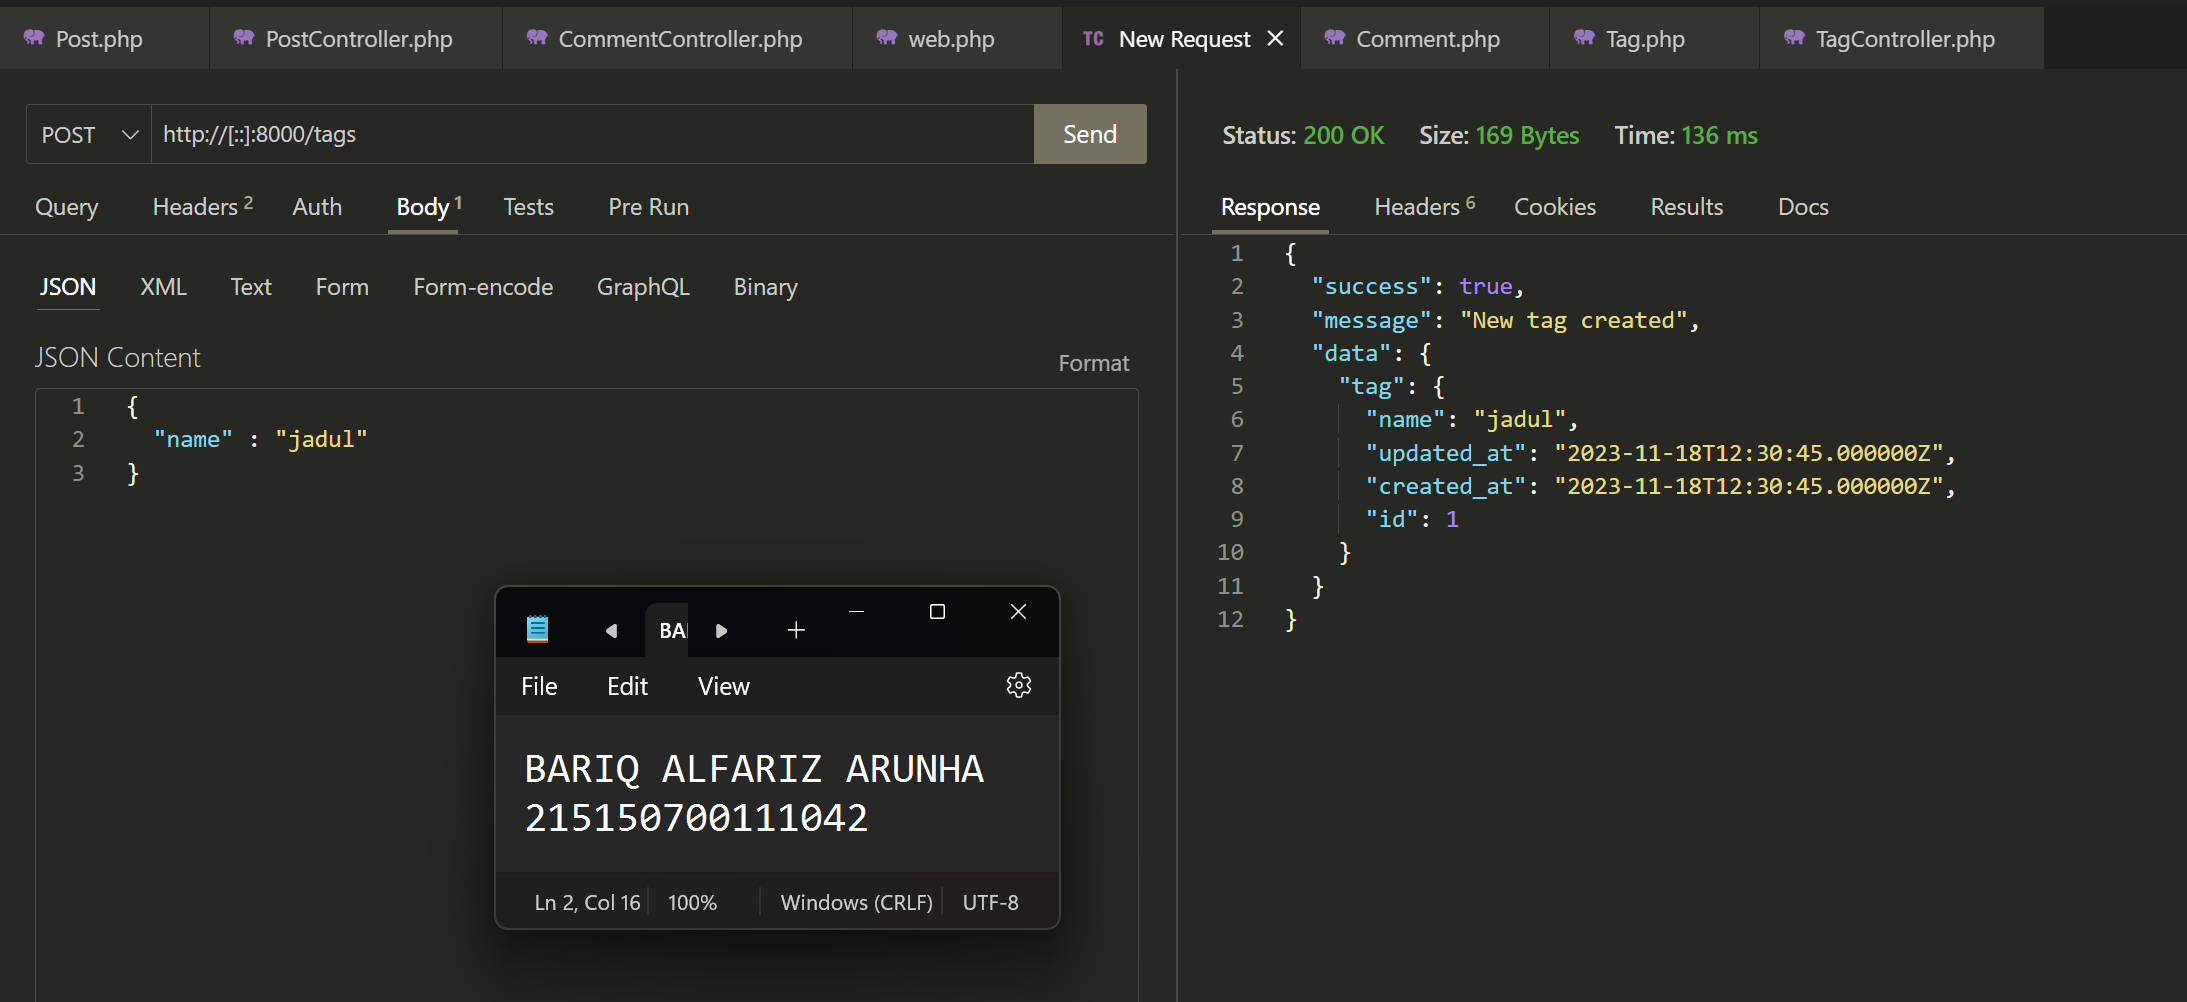 Post.php PostController.php CommentController.php web.php TC New Request Comment.php Tag.php TagController.php
POST http://[::]:8000/tags Send
Query Headers 2 Auth Body 1 Tests Pre Run
JSON XML Text Form Form-encode GraphQL Binary
JSON Content Format
1 {
2 "name" : "jadul"
3 }
Status: 200 OK Size: 169 Bytes Time: 136 ms
Response Headers 6 Cookies Results Docs
1 {
2 "success": true,
3 "message": "New tag created",
4 "data": {
5 "tag": {
6 "name": "jadul",
7 "updated_at": "2023-11-18T12:30:45.000000Z",
8 "created_at": "2023-11-18T12:30:45.000000Z",
9 "id": 1
10 }
11 }
12 }
BA
File Edit View
BARIQ ALFARIZ ARUNHA
215150700111042
Ln 2, Col 16 100% Windows (CRLF) UTF-8